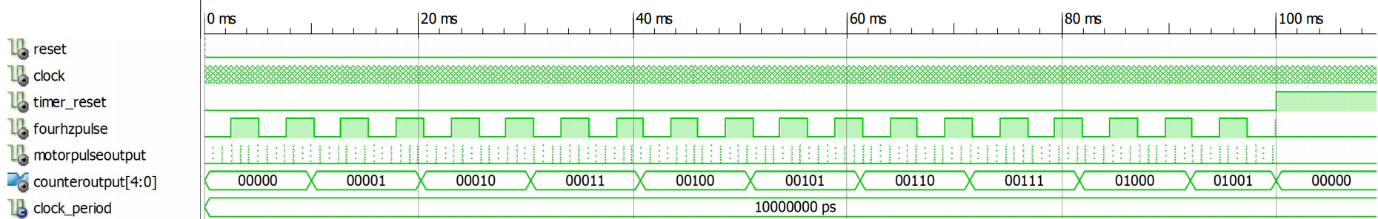 0 ms 20 ms 40 ms 60 ms 80 ms 100 ms
reset
clock
timer_reset
fourhzpulse
motorpulseoutput
counteroutput[4:0] 00000 00001 00010 00011 00100 00101 00110 00111 01000 01001 00000
clock_period 10000000 ps